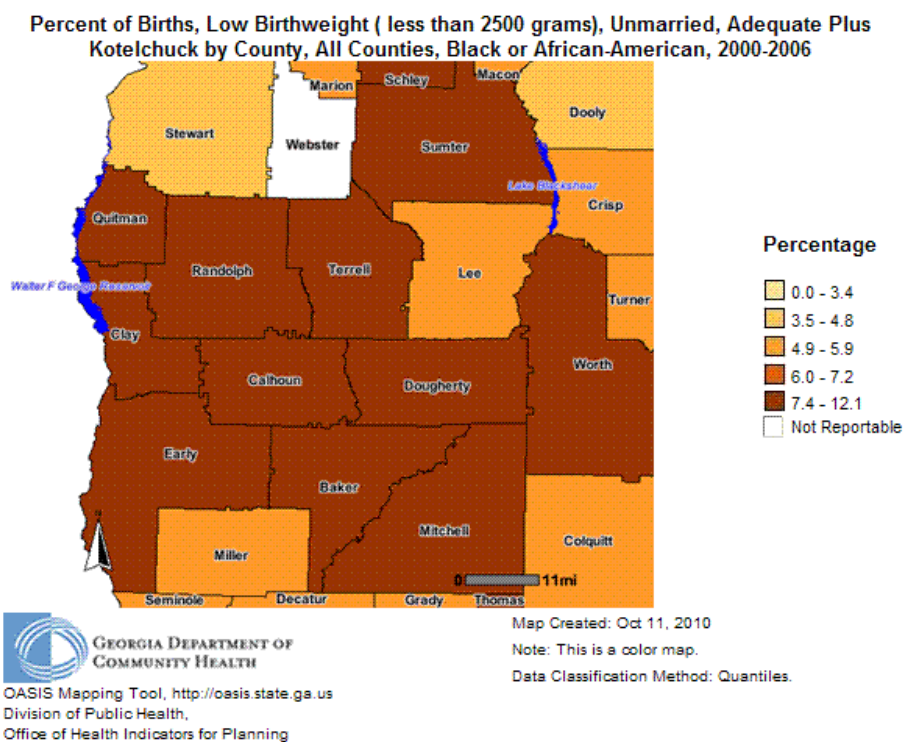 Percent of Births, Low Birthweight ( less than 2500 grams), Unmarried, Adequate Plus
Kotelchuck by County, All Counties, Black or African-American, 2000-2006
Marion
Schley
Macon
Dooly
Stewart
Webster
Sumter
Lake Blackshear
Crisp
Quitman
Randolph
Terrell
Lee
Walter F George Reservoir
Turner
Clay
Worth
Calhoun
Dougherty
Early
Baker
Mitchell
Colquitt
Miller
0 11mi
Seminole
Decatur
Grady
Thomas
Percentage
0.0 - 3.4
3.5 - 4.8
4.9 - 5.9
6.0 - 7.2
7.4 - 12.1
Not Reportable
GEORGIA DEPARTMENT OF
COMMUNITY HEALTH
OASIS Mapping Tool, http://oasis.state.ga.us
Division of Public Health,
Office of Health Indicators for Planning
Map Created: Oct 11, 2010
Note: This is a color map.
Data Classification Method: Quantiles.